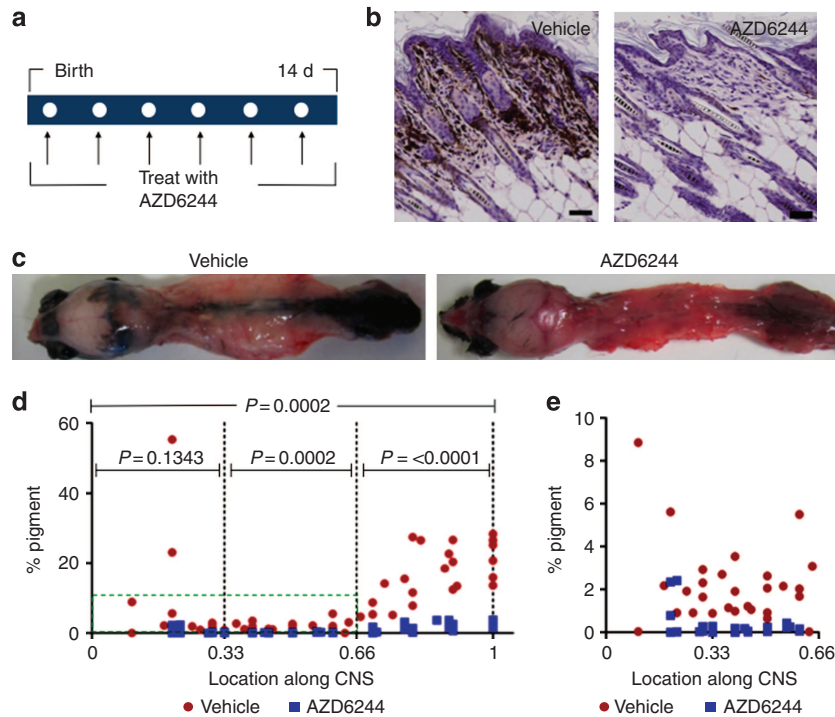 a
Birth
14 d
Treat with
AZD6244
b
Vehicle
AZD6244
c
Vehicle
AZD6244
d
P = 0.0002
P = 0.1343
P = 0.0002
P = <0.0001
60
40
20
0
% pigment
0
0.33
0.66
1
Location along CNS
Vehicle
AZD6244
e
10
8
6
4
2
0
% pigment
0
0.33
0.66
Location along CNS
Vehicle
AZD6244